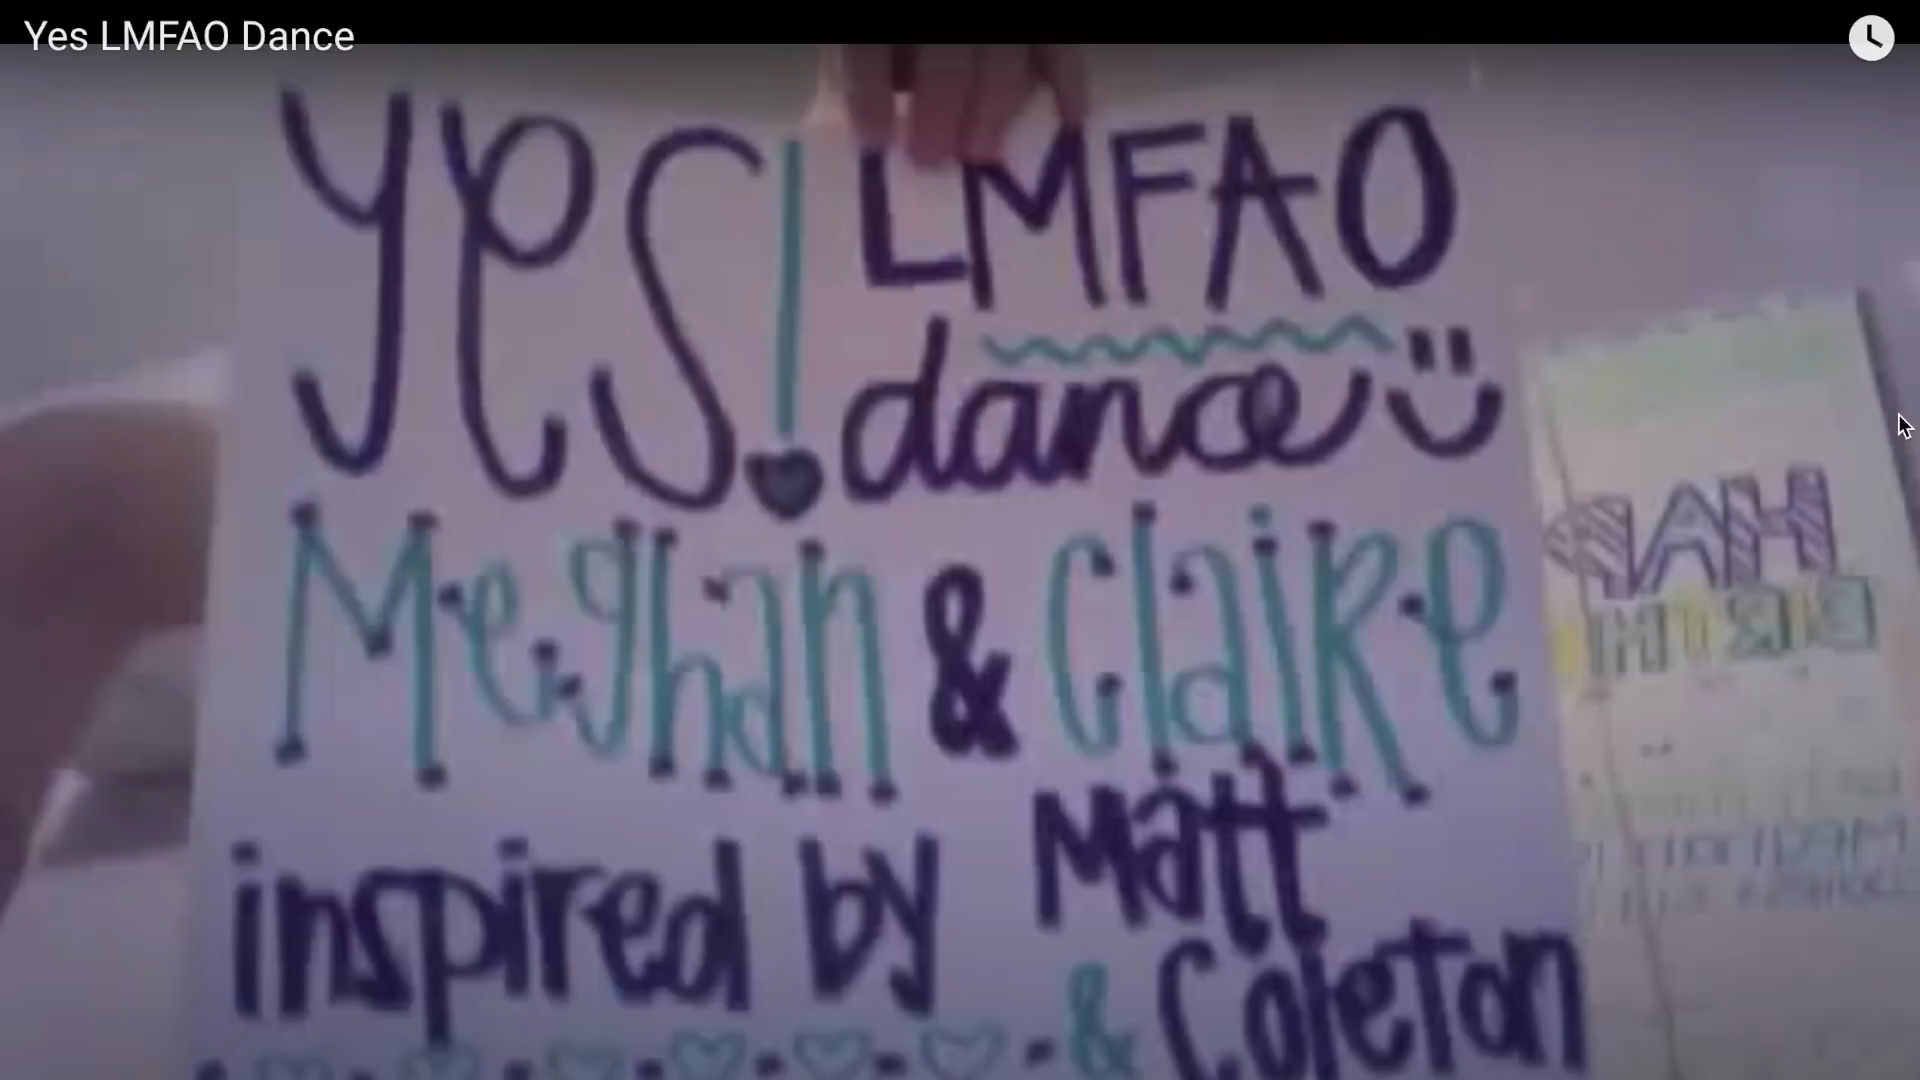 Yes LMFAO Dance
Yes! LMFAO
dance
Meghan & Claire
inspired by Matt
& Coleton